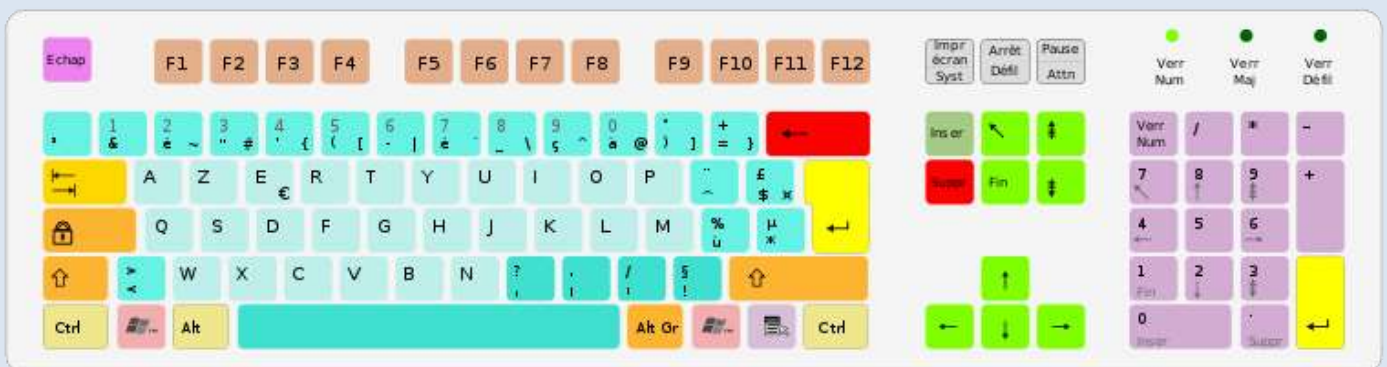 Echap F1 F2 F3 F4 F5 F6 F7 F8 F9 F10 F11 F12 Impr écran Syst Arrêt Défil Pause Attn Verr Num Verr Maj Verr Défil
² 1 & 2 é ~ 3 " # 4 ' { 5 ( [ 6 - | 7 è ` 8 _ \ 9 ç ^ 0 à @ ° ) ] + = } ← Inser ↖ Verr Num / * -
A Z E € R T Y U I O P ¨ ^ £ $ ¤ Suppr Fin 7 8 9 +
Q S D F G H J K L M % ù µ * 4 5 6
> < W X C V B N ? , . ; / : § ! ↑ 1 Fin 2 3
Ctrl Alt Alt Gr Ctrl ← ↓ → 0 Inser . Suppr